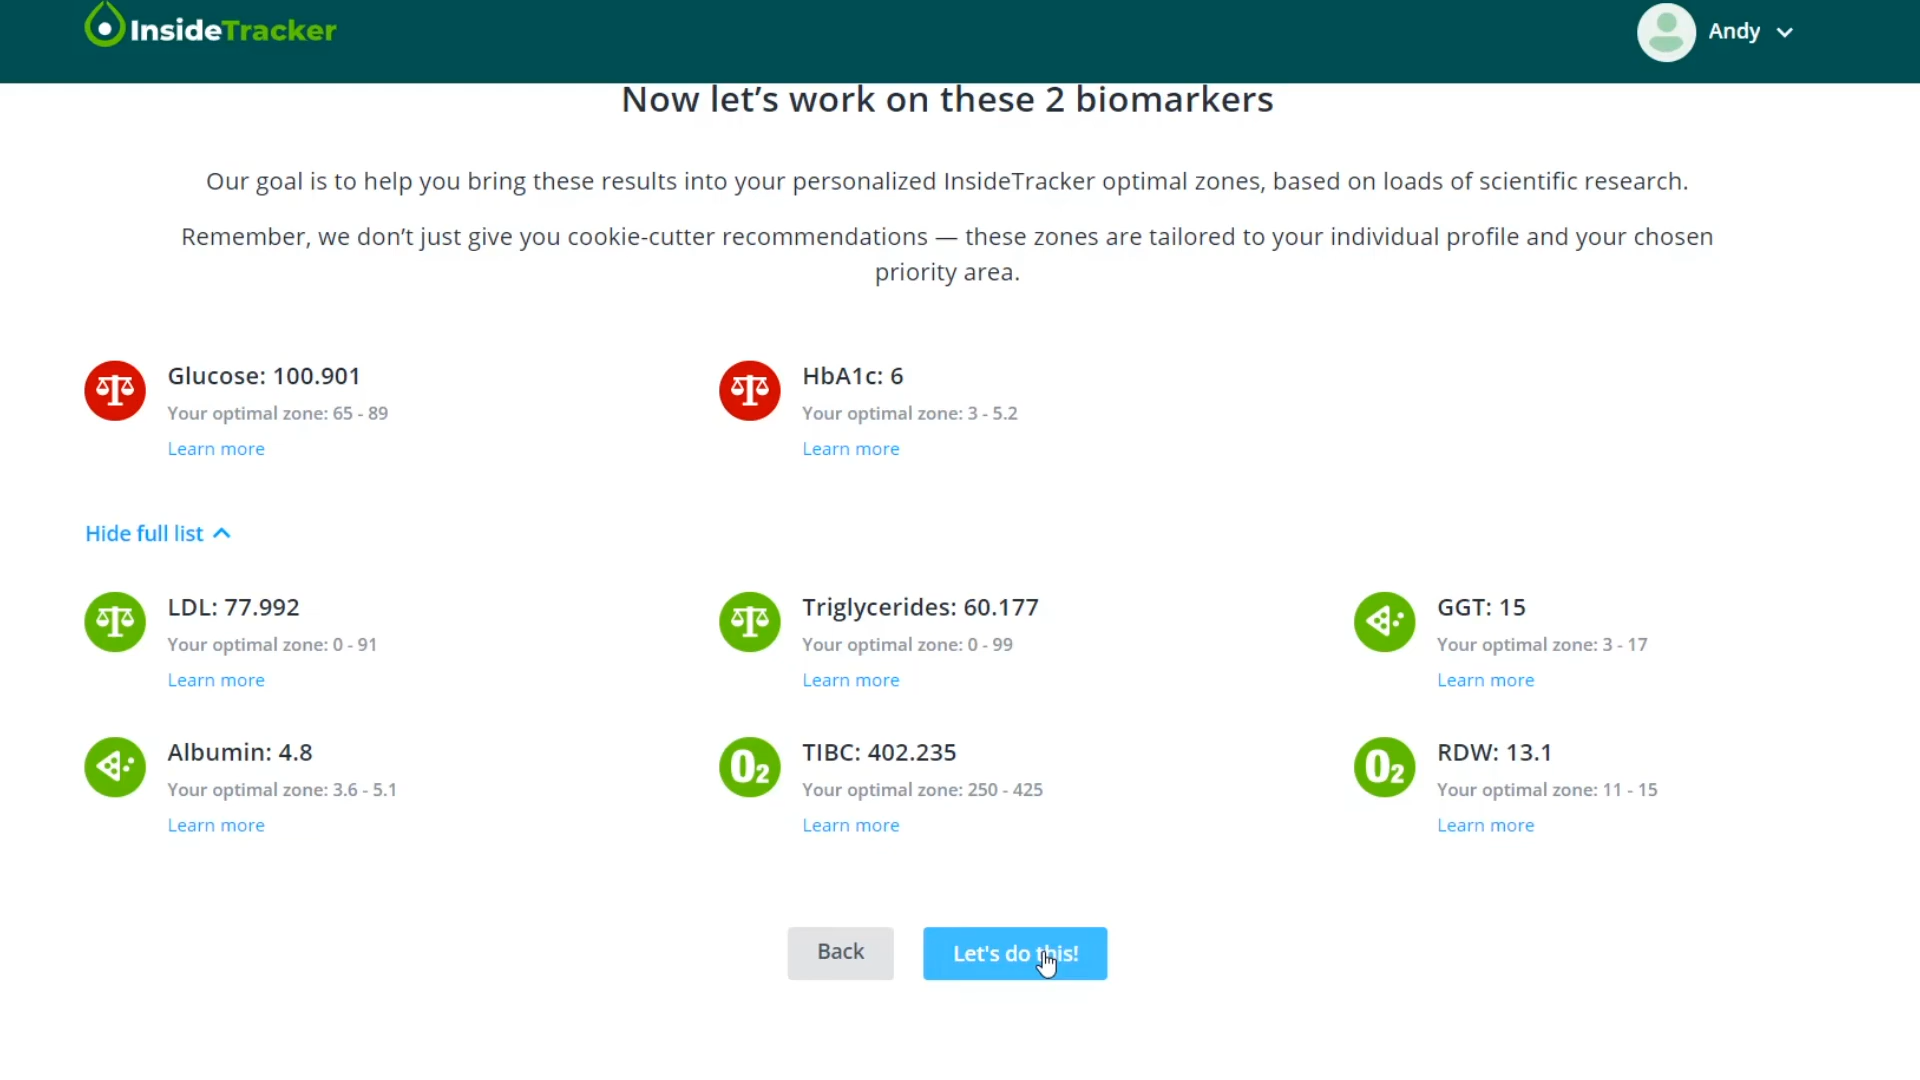 InsideTracker
Andy
Now let's work on these 2 biomarkers
Our goal is to help you bring these results into your personalized InsideTracker optimal zones, based on loads of scientific research.
Remember, we don't just give you cookie-cutter recommendations — these zones are tailored to your individual profile and your chosen
priority area.
Glucose: 100.901
Your optimal zone: 65 - 89
Learn more
HbA1c: 6
Your optimal zone: 3 - 5.2
Learn more
Hide full list
LDL: 77.992
Your optimal zone: 0 - 91
Learn more
Triglycerides: 60.177
Your optimal zone: 0 - 99
Learn more
GGT: 15
Your optimal zone: 3 - 17
Learn more
Albumin: 4.8
Your optimal zone: 3.6 - 5.1
Learn more
O2
TIBC: 402.235
Your optimal zone: 250 - 425
Learn more
O2
RDW: 13.1
Your optimal zone: 11 - 15
Learn more
Back
Let's do this!